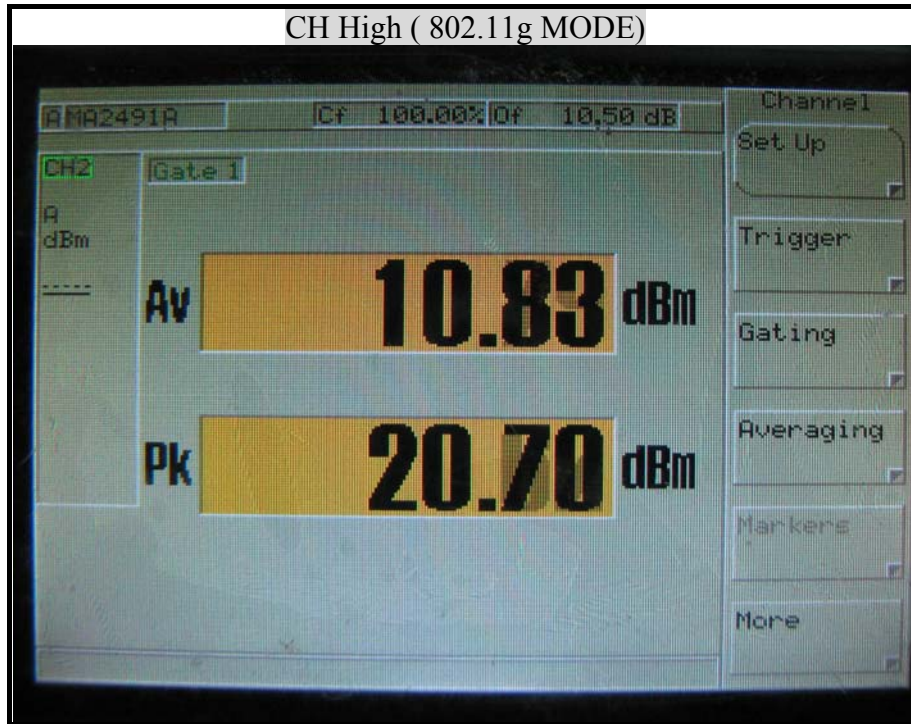 CH High ( 802.11g MODE)
A MA2491A Cf 100.00% Of 10.50 dB
CH2
A
dBm
-----
Gate 1
Av 10.83 dBm
Pk 20.70 dBm
Channel
Set Up
Trigger
Gating
Averaging
Markers
More